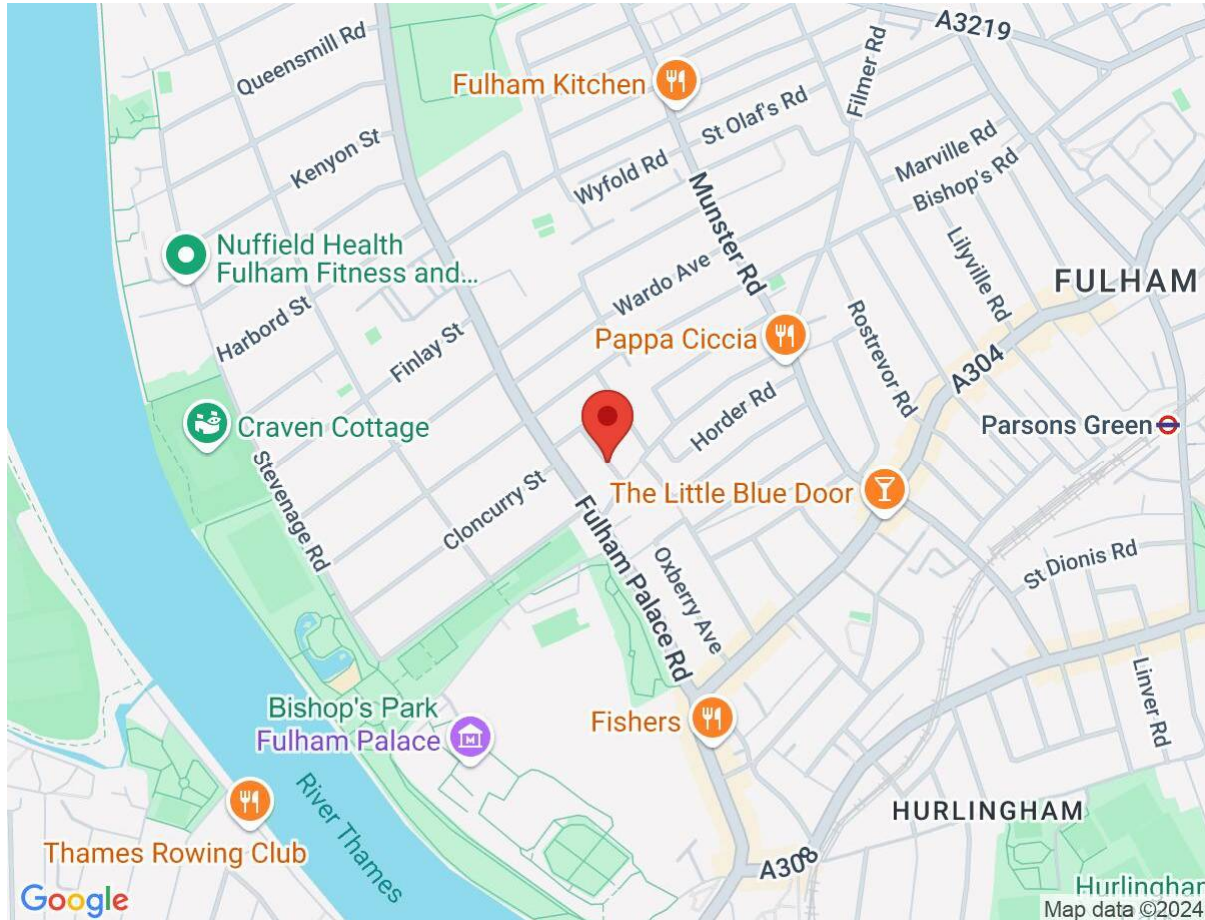 A3219
Queensmill Rd
Fulham Kitchen
Filmer Rd
St Olaf's Rd
Kenyon St
Marville Rd
Wyfold Rd
Bishop's Rd
Munster Rd
Nuffield Health
Fulham Fitness and...
Lilyville Rd
FULHAM
Wardo Ave
Harbord St
Finlay St
Pappa Ciccia
Rostrevor Rd
A304
Horder Rd
Craven Cottage
Parsons Green
Stevenage Rd
Cloncurry St
The Little Blue Door
Fulham Palace Rd
Oxberry Ave
St Dionis Rd
Linver Rd
Bishop's Park
Fulham Palace
Fishers
River Thames
HURLINGHAM
Thames Rowing Club
A308
Hurlingham
Google
Map data ©2024